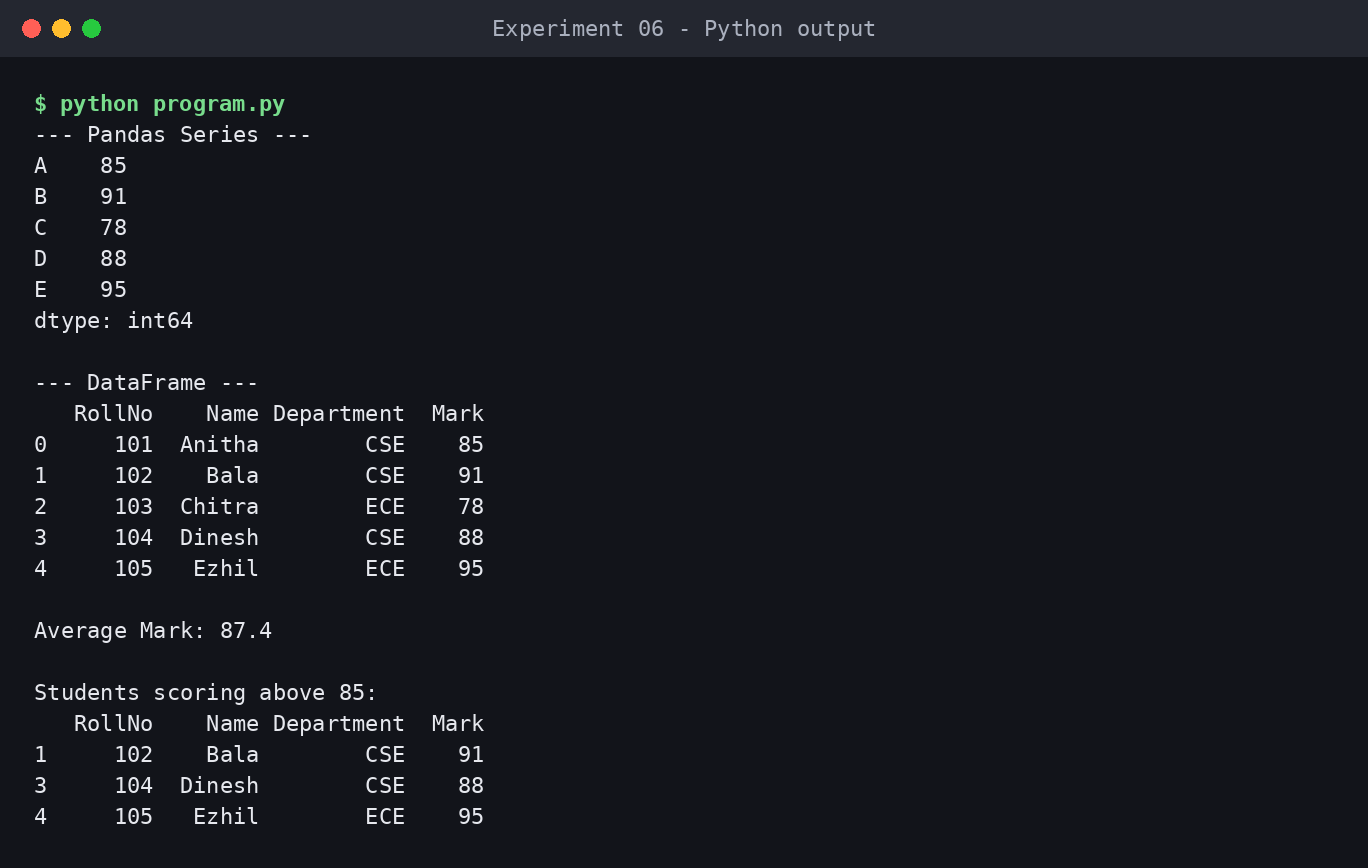 Experiment 06 - Python output
$ python program.py
--- Pandas Series ---
A    85
B    91
C    78
D    88
E    95
dtype: int64

--- DataFrame ---
   RollNo    Name Department  Mark
0     101  Anitha        CSE    85
1     102    Bala        CSE    91
2     103  Chitra        ECE    78
3     104  Dinesh        CSE    88
4     105   Ezhil        ECE    95

Average Mark: 87.4

Students scoring above 85:
   RollNo    Name Department  Mark
1     102    Bala        CSE    91
3     104  Dinesh        CSE    88
4     105   Ezhil        ECE    95